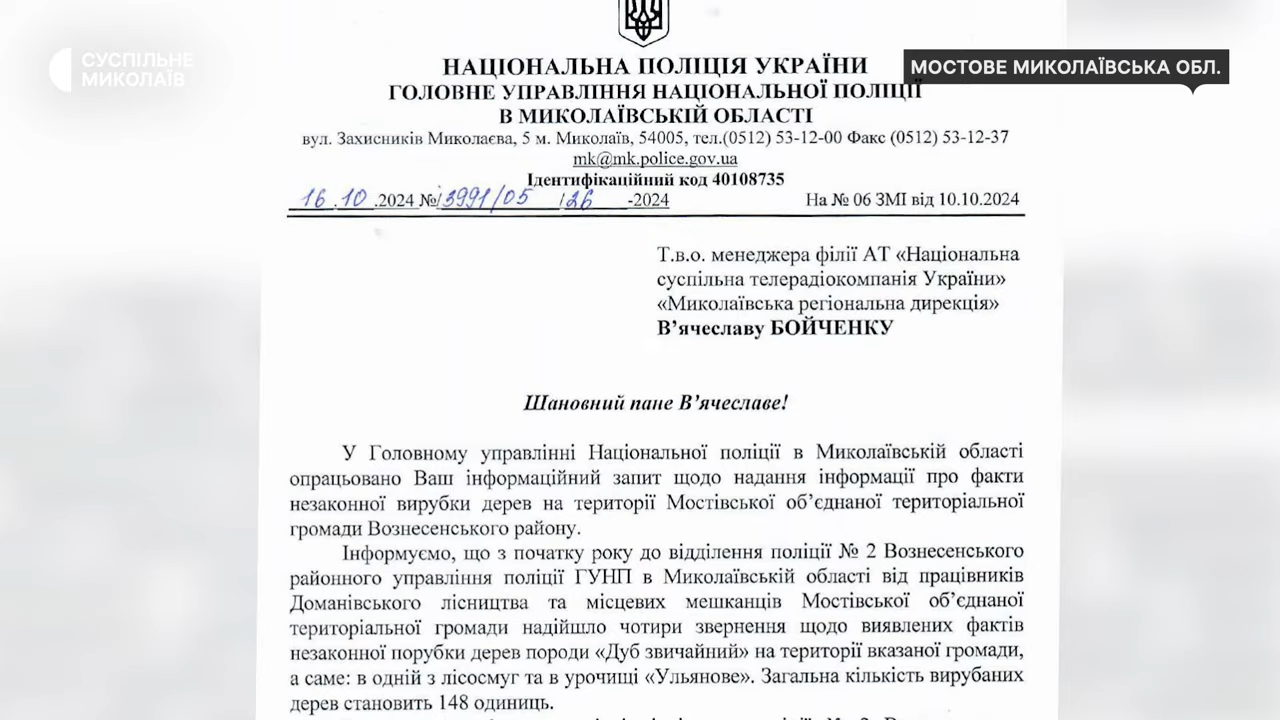 СУСПІЛЬНЕ
МИКОЛАЇВ
МОСТОВЕ МИКОЛАЇВСЬКА ОБЛ.
НАЦІОНАЛЬНА ПОЛІЦІЯ УКРАЇНИ
ГОЛОВНЕ УПРАВЛІННЯ НАЦІОНАЛЬНОЇ ПОЛІЦІЇ
В МИКОЛАЇВСЬКІЙ ОБЛАСТІ
вул. Захисників Миколаєва, 5 м. Миколаїв, 54005, тел.(0512) 53-12-00 Факс (0512) 53-12-37
mk@mk.police.gov.ua
Ідентифікаційний код 40108735
16.10.2024 № 13991/05/26-2024 На № 06 ЗМІ від 10.10.2024
Т.в.о. менеджера філії АТ «Національна
суспільна телерадіокомпанія України»
«Миколаївська регіональна дирекція»
В’ячеславу БОЙЧЕНКУ
Шановний пане В’ячеславе!
У Головному управлінні Національної поліції в Миколаївській області
опрацьовано Ваш інформаційний запит щодо надання інформації про факти
незаконної вирубки дерев на території Мостівської об’єднаної територіальної
громади Вознесенського району.
Інформуємо, що з початку року до відділення поліції № 2 Вознесенського
районного управління поліції ГУНП в Миколаївській області від працівників
Доманівського лісництва та місцевих мешканців Мостівської об’єднаної
територіальної громади надійшло чотири звернення щодо виявлених фактів
незаконної порубки дерев породи «Дуб звичайний» на території вказаної громади,
а саме: в одній з лісосмуг та в урочищі «Ульянове». Загальна кількість вирубаних
дерев становить 148 одиниць.